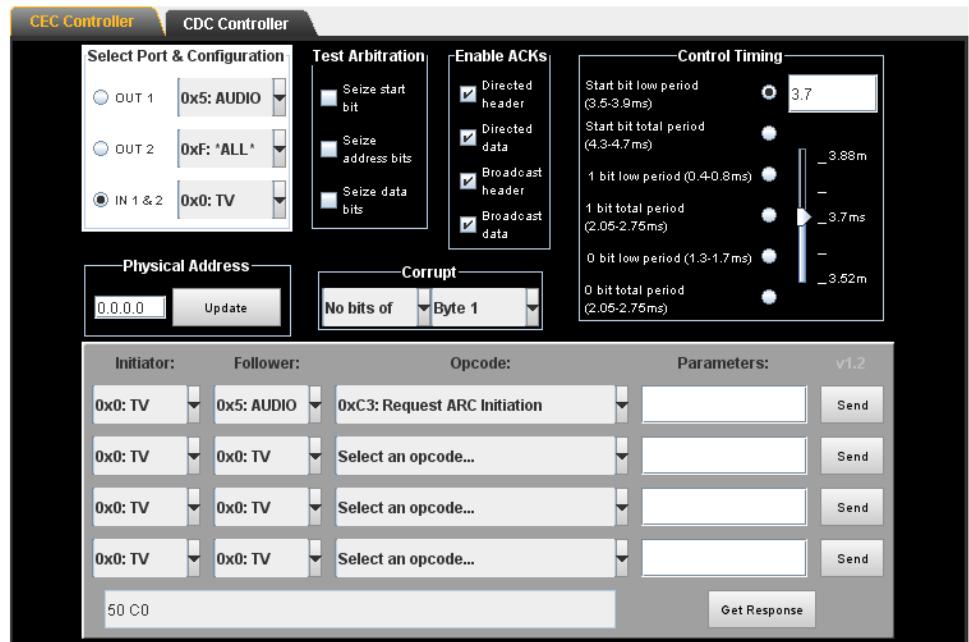 CEC Controller
CDC Controller
Select Port & Configuration
OUT 1
0x5: AUDIO
OUT 2
0xF: *ALL*
IN 1 & 2
0x0: TV
Test Arbitration
Seize start
bit
Seize
address bits
Seize data
bits
Enable ACKs
Directed
header
Directed
data
Broadcast
header
Broadcast
data
Control Timing
Start bit low period
(3.5-3.9ms)
3.7
Start bit total period
(4.3-4.7ms)
1 bit low period (0.4-0.8ms)
1 bit total period
(2.05-2.75ms)
0 bit low period (1.3-1.7ms)
0 bit total period
(2.05-2.75ms)
3.88m
3.7ms
3.52m
Physical Address
0.0.0.0
Update
Corrupt
No bits of
Byte 1
Initiator: Follower: Opcode: Parameters: v1.2
0x0: TV 0x5: AUDIO 0xC3: Request ARC Initiation Send
0x0: TV 0x0: TV Select an opcode... Send
0x0: TV 0x0: TV Select an opcode... Send
0x0: TV 0x0: TV Select an opcode... Send
50 C0 Get Response